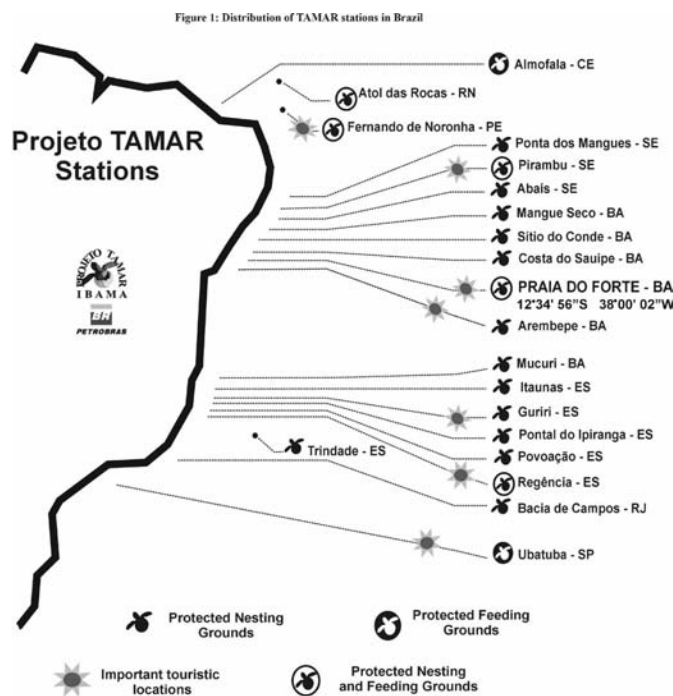 Figure 1: Distribution of TAMAR stations in Brazil
Almofala - CE
Atol das Rocas - RN
Fernando de Noronha - PE
Projeto TAMAR
Stations
Ponta dos Mangues - SE
Pirambu - SE
Abais - SE
Mangue Seco - BA
Sítio do Conde - BA
Costa do Sauipe - BA
PRAIA DO FORTE - BA
12°34' 56"S 38°00' 02"W
Arembepe - BA
PROJETO TAMAR
IBAMA
BR
PETROBRAS
Mucuri - BA
Itaunas - ES
Guriri - ES
Pontal do Ipiranga - ES
Povoação - ES
Trindade - ES
Regência - ES
Bacia de Campos - RJ
Ubatuba - SP
Protected Nesting
Grounds
Protected Feeding
Grounds
Important touristic
locations
Protected Nesting
and Feeding Grounds